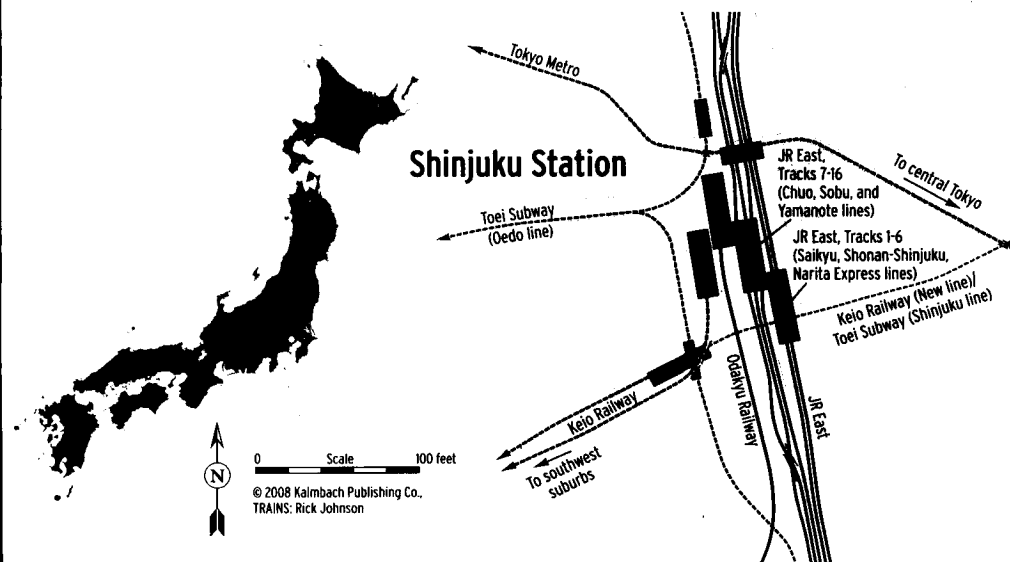 Tokyo Metro
Shinjuku Station
JR East,
Tracks 7-16
(Chuo, Sobu, and
Yamanote lines)
To central Tokyo
Toei Subway
(Oedo line)
JR East, Tracks 1-6
(Saikyu, Shonan-Shinjuku,
Narita Express lines)
Keio Railway (New line)/
Toei Subway (Shinjuku line)
Odakyu Railway
JR East
Keio Railway
To southwest
suburbs
N
0 Scale 100 feet
© 2008 Kalmbach Publishing Co.,
TRAINS: Rick Johnson